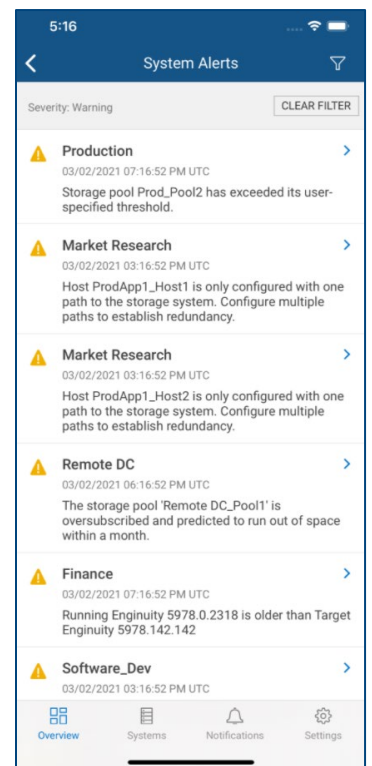 5:16
System Alerts
Severity: Warning
CLEAR FILTER
Production
03/02/2021 07:16:52 PM UTC
Storage pool Prod_Pool2 has exceeded its user-
specified threshold.
Market Research
03/02/2021 03:16:52 PM UTC
Host ProdApp1_Host1 is only configured with one
path to the storage system. Configure multiple
paths to establish redundancy.
Market Research
03/02/2021 03:16:52 PM UTC
Host ProdApp1_Host2 is only configured with one
path to the storage system. Configure multiple
paths to establish redundancy.
Remote DC
03/02/2021 06:16:52 PM UTC
The storage pool 'Remote DC_Pool1' is
oversubscribed and predicted to run out of space
within a month.
Finance
03/02/2021 07:16:52 PM UTC
Running Enginuity 5978.0.2318 is older than Target
Enginuity 5978.142.142
Software_Dev
03/02/2021 03:16:52 PM UTC
Overview Systems Notifications Settings